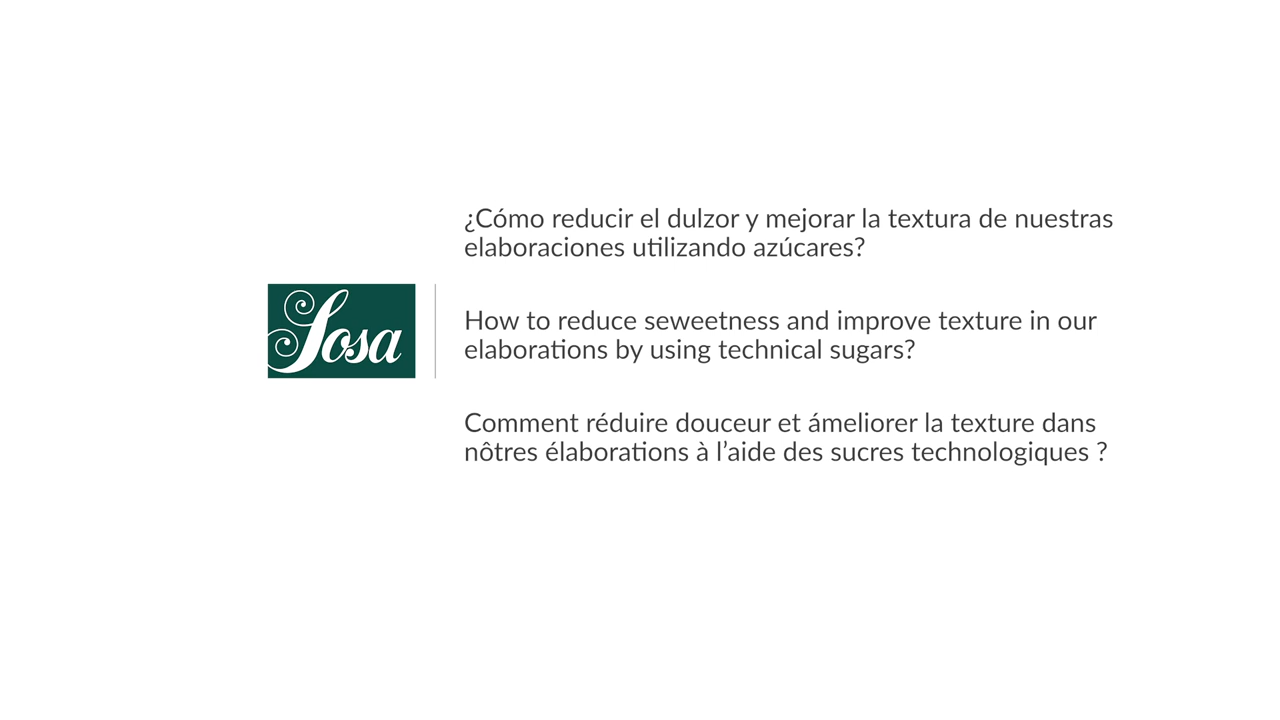 Sosa
¿Cómo reducir el dulzor y mejorar la textura de nuestras
elaboraciones utilizando azúcares?
How to reduce seweetness and improve texture in our
elaborations by using technical sugars?
Comment réduire douceur et ámeliorer la texture dans
nôtres élaborations à l’aide des sucres technologiques ?